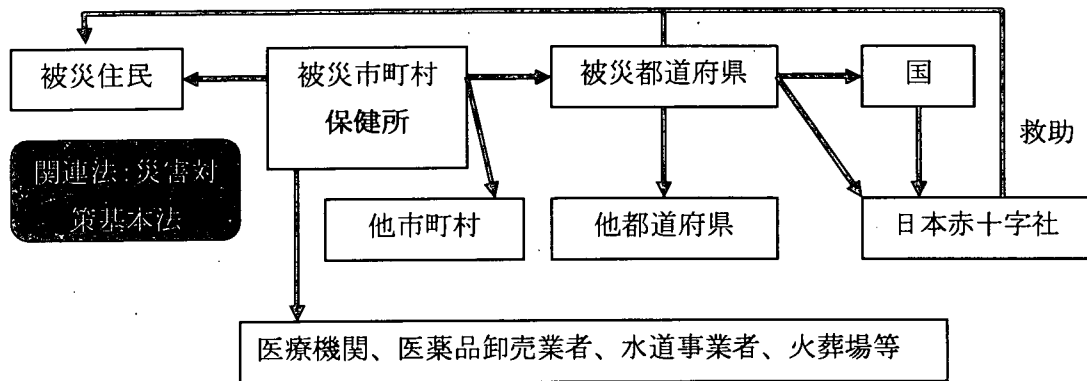 被災住民
被災市町村
保健所
被災都道府県
国
救助
関連法:災害対
策基本法
他市町村
他都道府県
日本赤十字社
医療機関、医薬品卸売業者、水道事業者、火葬場等